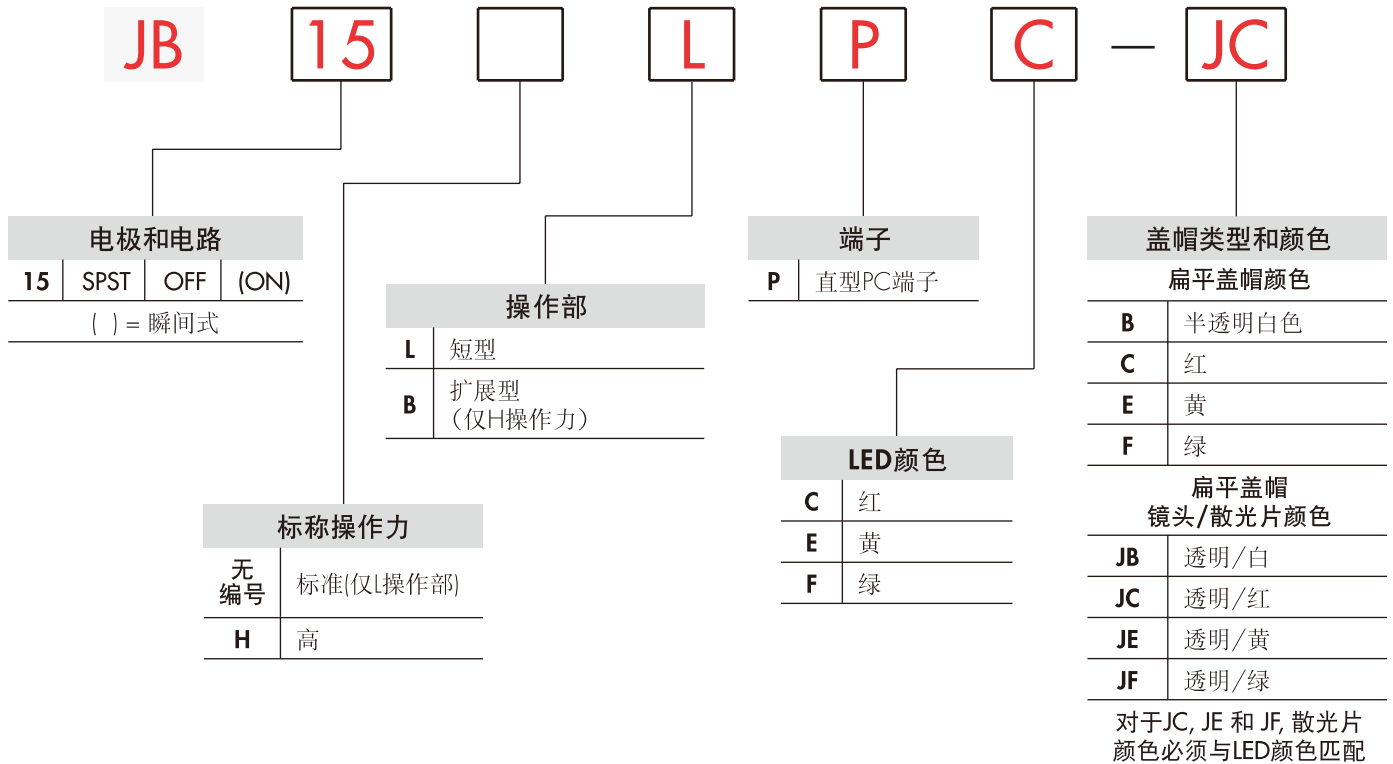 JB 15 L P C — JC
电极和电路
15 SPST OFF (ON)
( ) = 瞬间式
标称操作力
无
编号 标准(仅L操作部)
H 高
操作部
L 短型
B 扩展型
（仅H操作力）
端子
P 直型PC端子
LED颜色
C 红
E 黄
F 绿
盖帽类型和颜色
扁平盖帽颜色
B 半透明白色
C 红
E 黄
F 绿
扁平盖帽
镜头/散光片颜色
JB 透明/白
JC 透明/红
JE 透明/黄
JF 透明/绿
对于JC, JE 和 JF, 散光片
颜色必须与LED颜色匹配